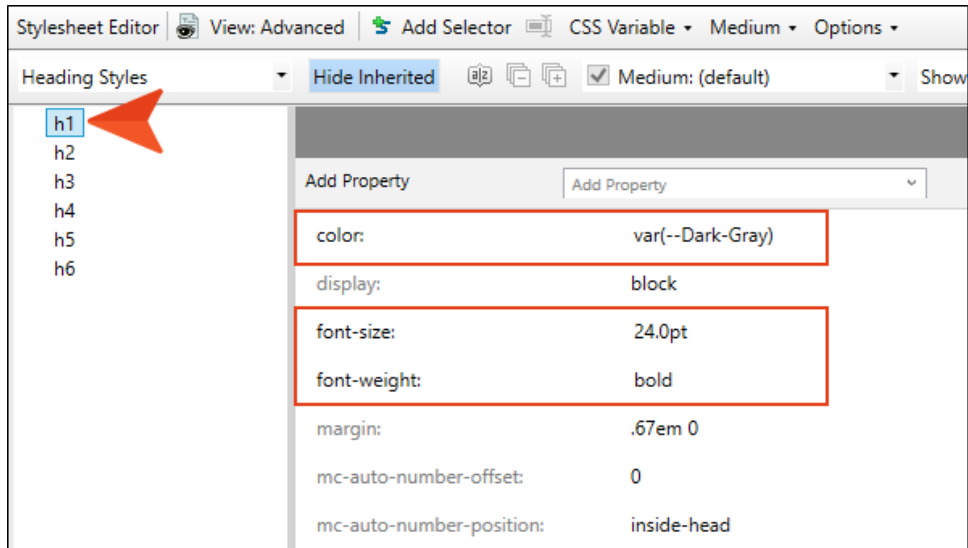 Stylesheet Editor View: Advanced Add Selector CSS Variable Medium Options
Heading Styles Hide Inherited a z Medium: (default) Show
h1
h2
h3
h4
h5
h6
Add Property Add Property
color: var(--Dark-Gray)
display: block
font-size: 24.0pt
font-weight: bold
margin: .67em 0
mc-auto-number-offset: 0
mc-auto-number-position: inside-head